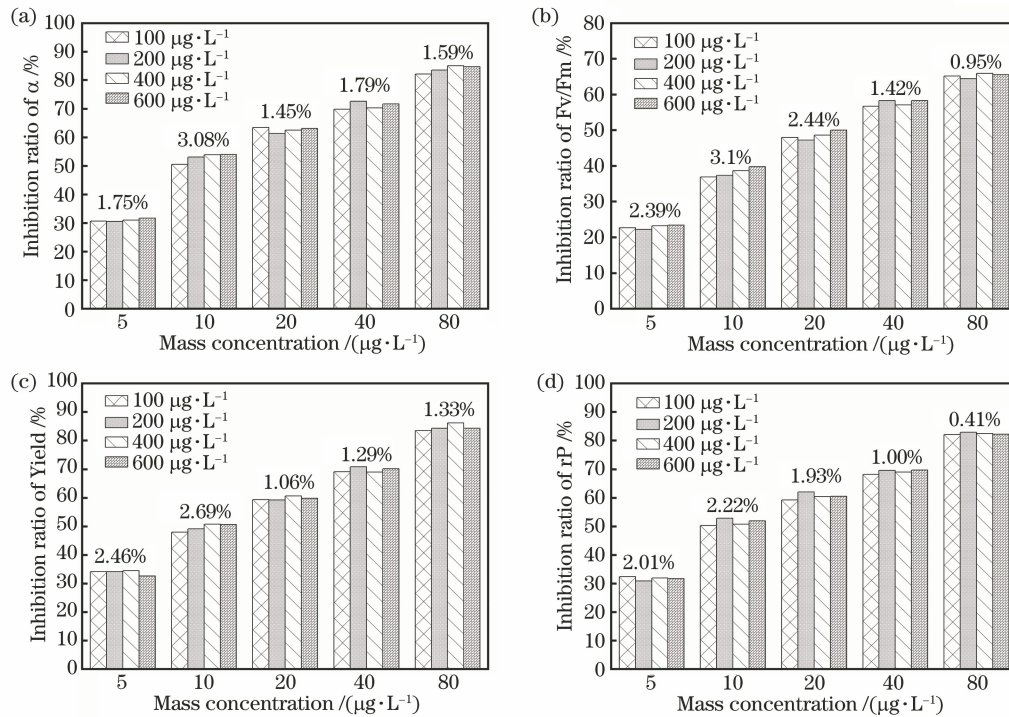 (a)
100
90
80
70
60
50
40
30
20
10
0
Inhibition ratio of α /%
100 μg·L⁻¹
200 μg·L⁻¹
400 μg·L⁻¹
600 μg·L⁻¹
1.75%
3.08%
1.45%
1.79%
1.59%
5 10 20 40 80
Mass concentration /(μg·L⁻¹)
(b)
80
70
60
50
40
30
20
10
0
Inhibition ratio of Fv/Fm /%
100 μg·L⁻¹
200 μg·L⁻¹
400 μg·L⁻¹
600 μg·L⁻¹
2.39%
3.1%
2.44%
1.42%
0.95%
5 10 20 40 80
Mass concentration /(μg·L⁻¹)
(c)
100
90
80
70
60
50
40
30
20
10
0
Inhibition ratio of Yield /%
100 μg·L⁻¹
200 μg·L⁻¹
400 μg·L⁻¹
600 μg·L⁻¹
2.46%
2.69%
1.06%
1.29%
1.33%
5 10 20 40 80
Mass concentration /(μg·L⁻¹)
(d)
100
90
80
70
60
50
40
30
20
10
0
Inhibition ratio of rP /%
100 μg·L⁻¹
200 μg·L⁻¹
400 μg·L⁻¹
600 μg·L⁻¹
2.01%
2.22%
1.93%
1.00%
0.41%
5 10 20 40 80
Mass concentration /(μg·L⁻¹)